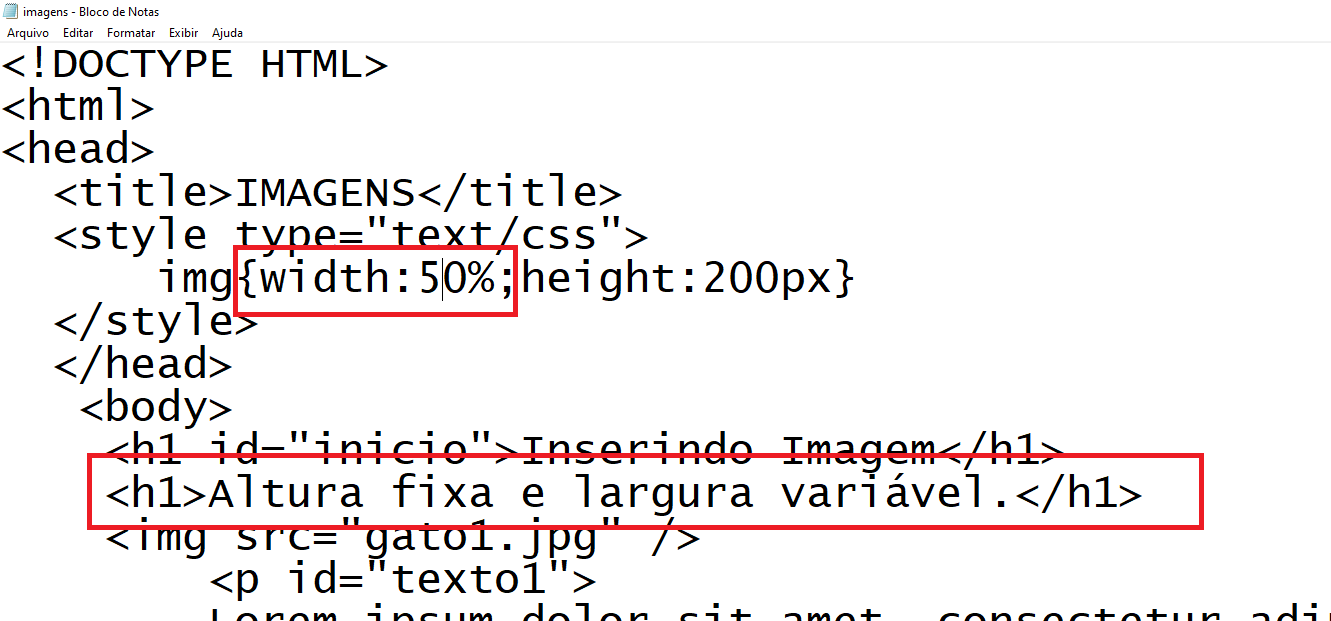 imagens - Bloco de Notas
Arquivo Editar Formatar Exibir Ajuda
<!DOCTYPE HTML>
<html>
<head>
<title>IMAGENS</title>
<style type="text/css">
img{width:50%;height:200px}
</style>
</head>
<body>
<h1 id="inicio">Inserindo Imagem</h1>
<h1>Altura fixa e largura variável.</h1>
<img src="gato1.jpg" />
<p id="texto1">
Lorem ipsum dolor sit amet, consectetur